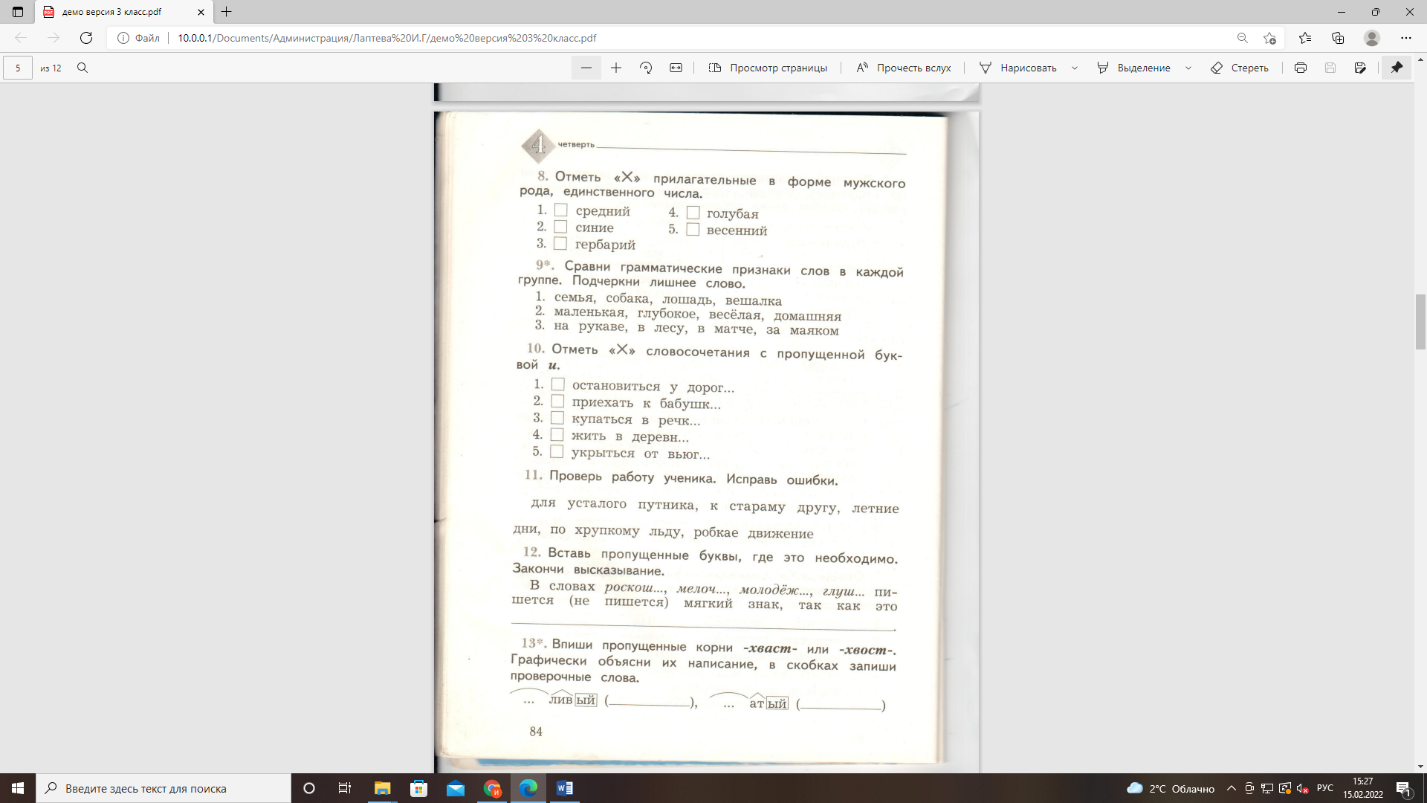 демо версия 3 класс.pdf
Файл 10.0.0.1/Documents/Администрация/Лаптева%20И.Г/демо%20версия%203%20класс.pdf
5 из 12 Просмотр страницы Прочесть вслух Нарисовать Выделение Стереть
4 четверть
8. Отметь «✕» прилагательные в форме мужского
рода, единственного числа.
1. средний 4. голубая
2. синие 5. весенний
3. гербарий
9*. Сравни грамматические признаки слов в каждой
группе. Подчеркни лишнее слово.
1. семья, собака, лошадь, вешалка
2. маленькая, глубокое, весёлая, домашняя
3. на рукаве, в лесу, в матче, за маяком
10. Отметь «✕» словосочетания с пропущенной бук-
вой и.
1. остановиться у дорог...
2. приехать к бабушк...
3. купаться в речк...
4. жить в деревн...
5. укрыться от вьюг...
11. Проверь работу ученика. Исправь ошибки.
для усталого путника, к стараму другу, летние
дни, по хрупкому льду, робкае движение
12. Вставь пропущенные буквы, где это необходимо.
Закончи высказывание.
В словах роскош..., мелоч..., молодёж..., глуш... пи-
шется (не пишется) мягкий знак, так как это
.
13*. Впиши пропущенные корни -хваст- или -хвост-.
Графически объясни их написание, в скобках запиши
проверочные слова.
... ливый (), ... атый ()
84
Введите здесь текст для поиска
2°C Облачно РУС 15:27
15.02.2022 1